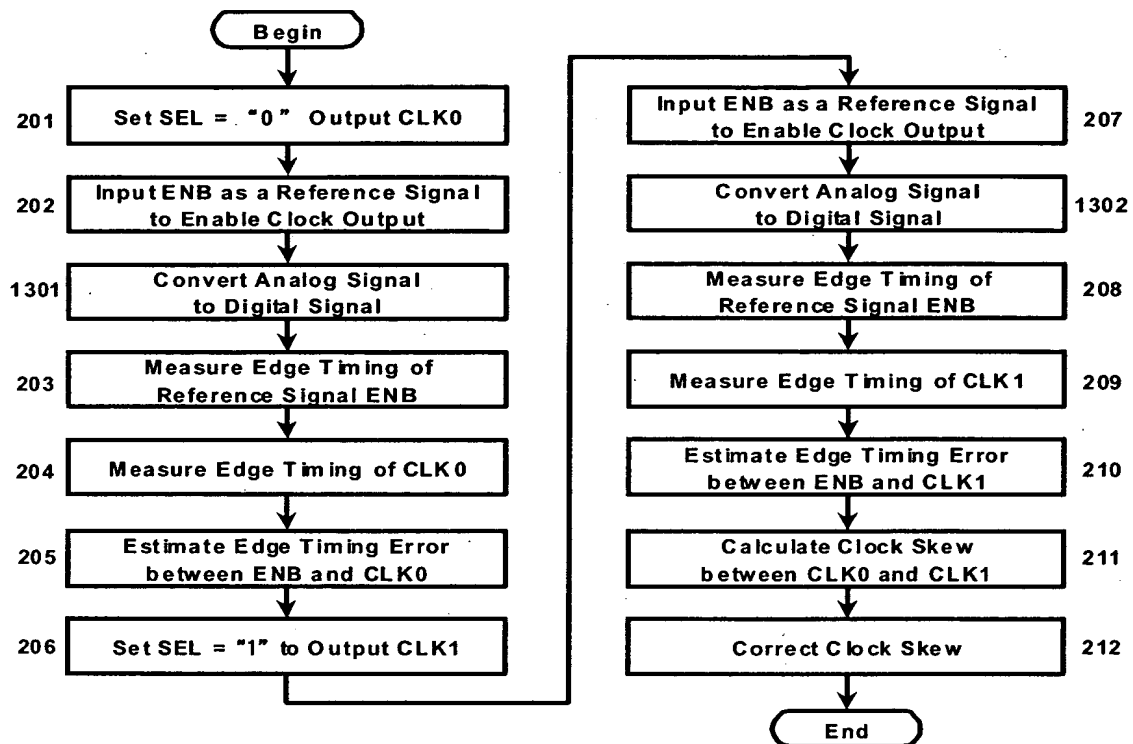 Begin
201
Set SEL = "0" Output CLK0
202
Input ENB as a Reference Signal
to Enable Clock Output
1301
Convert Analog Signal
to Digital Signal
203
Measure Edge Timing of
Reference Signal ENB
204
Measure Edge Timing of CLK0
205
Estimate Edge Timing Error
between ENB and CLK0
206
Set SEL = "1" to Output CLK1
Input ENB as a Reference Signal
to Enable Clock Output
207
Convert Analog Signal
to Digital Signal
1302
Measure Edge Timing of
Reference Signal ENB
208
Measure Edge Timing of CLK1
209
Estimate Edge Timing Error
between ENB and CLK1
210
Calculate Clock Skew
between CLK0 and CLK1
211
Correct Clock Skew
212
End